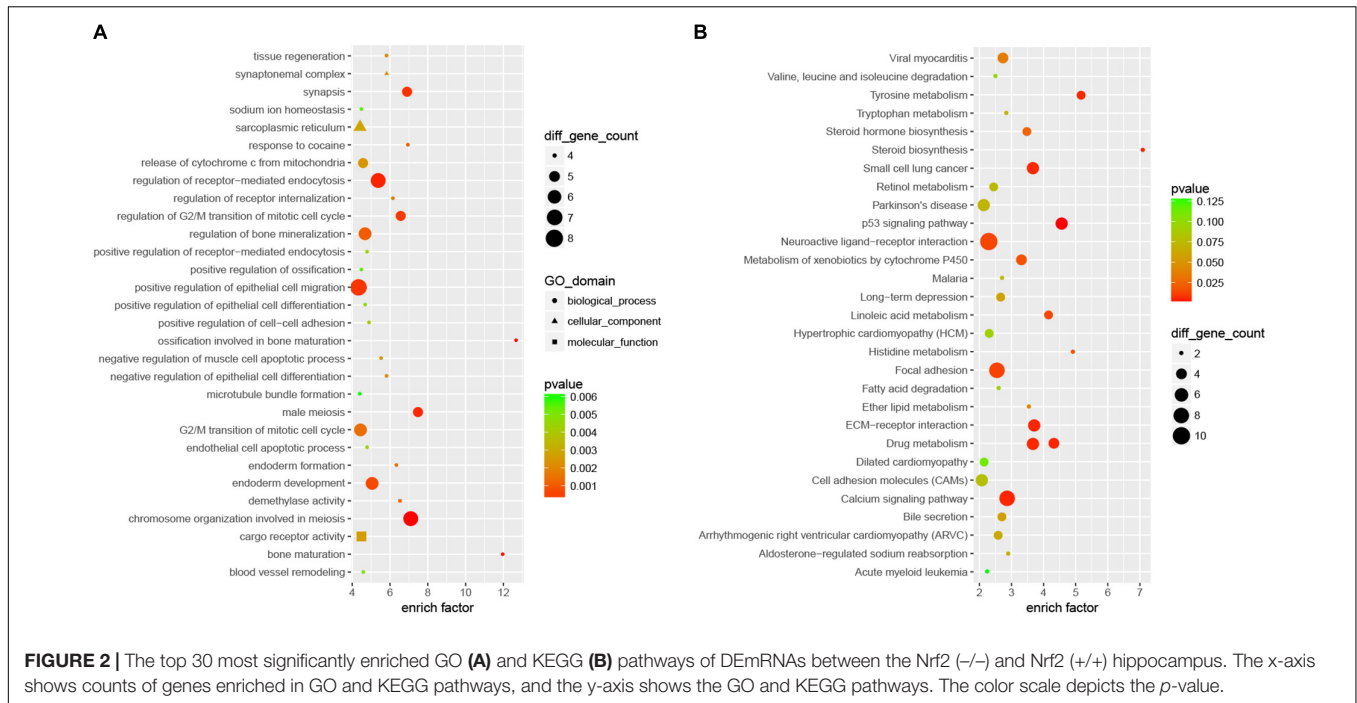 A
tissue regeneration
synaptonemal complex
synapsis
sodium ion homeostasis
sarcoplasmic reticulum
response to cocaine
release of cytochrome c from mitochondria
regulation of receptor-mediated endocytosis
regulation of receptor internalization
regulation of G2/M transition of mitotic cell cycle
regulation of bone mineralization
positive regulation of receptor-mediated endocytosis
positive regulation of ossification
positive regulation of epithelial cell migration
positive regulation of epithelial cell differentiation
positive regulation of cell-cell adhesion
ossification involved in bone maturation
negative regulation of muscle cell apoptotic process
negative regulation of epithelial cell differentiation
microtubule bundle formation
male meiosis
G2/M transition of mitotic cell cycle
endothelial cell apoptotic process
endoderm formation
endoderm development
demethylase activity
chromosome organization involved in meiosis
cargo receptor activity
bone maturation
blood vessel remodeling
4 6 8 10 12
enrich factor
diff_gene_count
4
5
6
7
8
GO_domain
biological_process
cellular_component
molecular_function
pvalue
0.006
0.005
0.004
0.003
0.002
0.001
B
Viral myocarditis
Valine, leucine and isoleucine degradation
Tyrosine metabolism
Tryptophan metabolism
Steroid hormone biosynthesis
Steroid biosynthesis
Small cell lung cancer
Retinol metabolism
Parkinson's disease
p53 signaling pathway
Neuroactive ligand-receptor interaction
Metabolism of xenobiotics by cytochrome P450
Malaria
Long-term depression
Linoleic acid metabolism
Hypertrophic cardiomyopathy (HCM)
Histidine metabolism
Focal adhesion
Fatty acid degradation
Ether lipid metabolism
ECM-receptor interaction
Drug metabolism
Dilated cardiomyopathy
Cell adhesion molecules (CAMs)
Calcium signaling pathway
Bile secretion
Arrhythmogenic right ventricular cardiomyopathy (ARVC)
Aldosterone-regulated sodium reabsorption
Acute myeloid leukemia
2 3 4 5 6 7
enrich factor
pvalue
0.125
0.100
0.075
0.050
0.025
diff_gene_count
2
4
6
8
10
FIGURE 2 | The top 30 most significantly enriched GO (A) and KEGG (B) pathways of DEmRNAs between the Nrf2 (–/–) and Nrf2 (+/+) hippocampus. The x-axis
shows counts of genes enriched in GO and KEGG pathways, and the y-axis shows the GO and KEGG pathways. The color scale depicts the p-value.